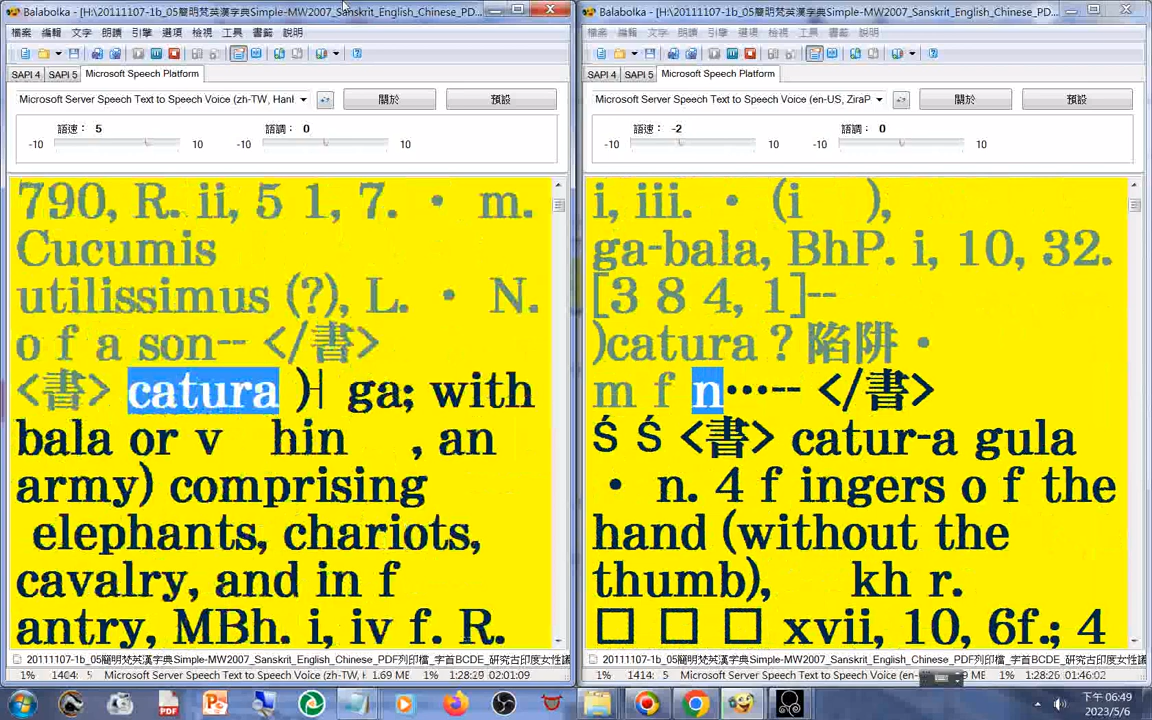 Balabolka - [H:\20111107-1b_05簡明梵英漢字典Simple-MW2007_Sanskrit_English_Chinese_PD...
檔案 編輯 文字 朗讀 引擎 選項 檢視 工具 書籤 說明
SAPI 4 SAPI 5 Microsoft Speech Platform
Microsoft Server Speech Text to Speech Voice (zh-TW, Hanl 關於 預設
語速： 5 語調： 0
-10 10 -10 10
790, R. ii, 5 1, 7. • m.
Cucumis
utilissimus (?), L. • N.
o f a son-- </書>
<書> catura )- ga; with
bala or v hin , an
army) comprising
elephants, chariots,
cavalry, and in f
antry, MBh. i, iv f. R.
20111107-1b_05簡明梵英漢字典Simple-MW2007_Sanskrit_English_Chinese_PDF列印檔_字首BCDE_研究古印度女性議
1% 1404: 5 Microsoft Server Speech Text to Speech Voice (zh-TW, H 1.69 MB 1% 1:28:29 02:01:09
Balabolka - [H:\20111107-1b_05簡明梵英漢字典Simple-MW2007_Sanskrit_English_Chinese_PD...
檔案 編輯 文字 朗讀 引擎 選項 檢視 工具 書籤 說明
SAPI 4 SAPI 5 Microsoft Speech Platform
Microsoft Server Speech Text to Speech Voice (en-US, ZiraP 關於 預設
語速： -2 語調： 0
-10 10 -10 10
i, iii. • (i ),
ga-bala, BhP. i, 10, 32.
[3 8 4, 1]--
)catura ? 陷阱 •
m f n…-- </書>
Ś Ś <書> catur-a gula
• n. 4 f ingers o f the
hand (without the
thumb), kh r.
□ □ □ xvii, 10, 6f.; 4
20111107-1b_05簡明梵英漢字典Simple-MW2007_Sanskrit_English_Chinese_PDF列印檔_字首BCDE_研究古印度女性議
1% 1414: 5 Microsoft Server Speech Text to Speech Voice (en-US, 9 MB 1% 1:28:26 01:46:02
下午 06:49
2023/5/6